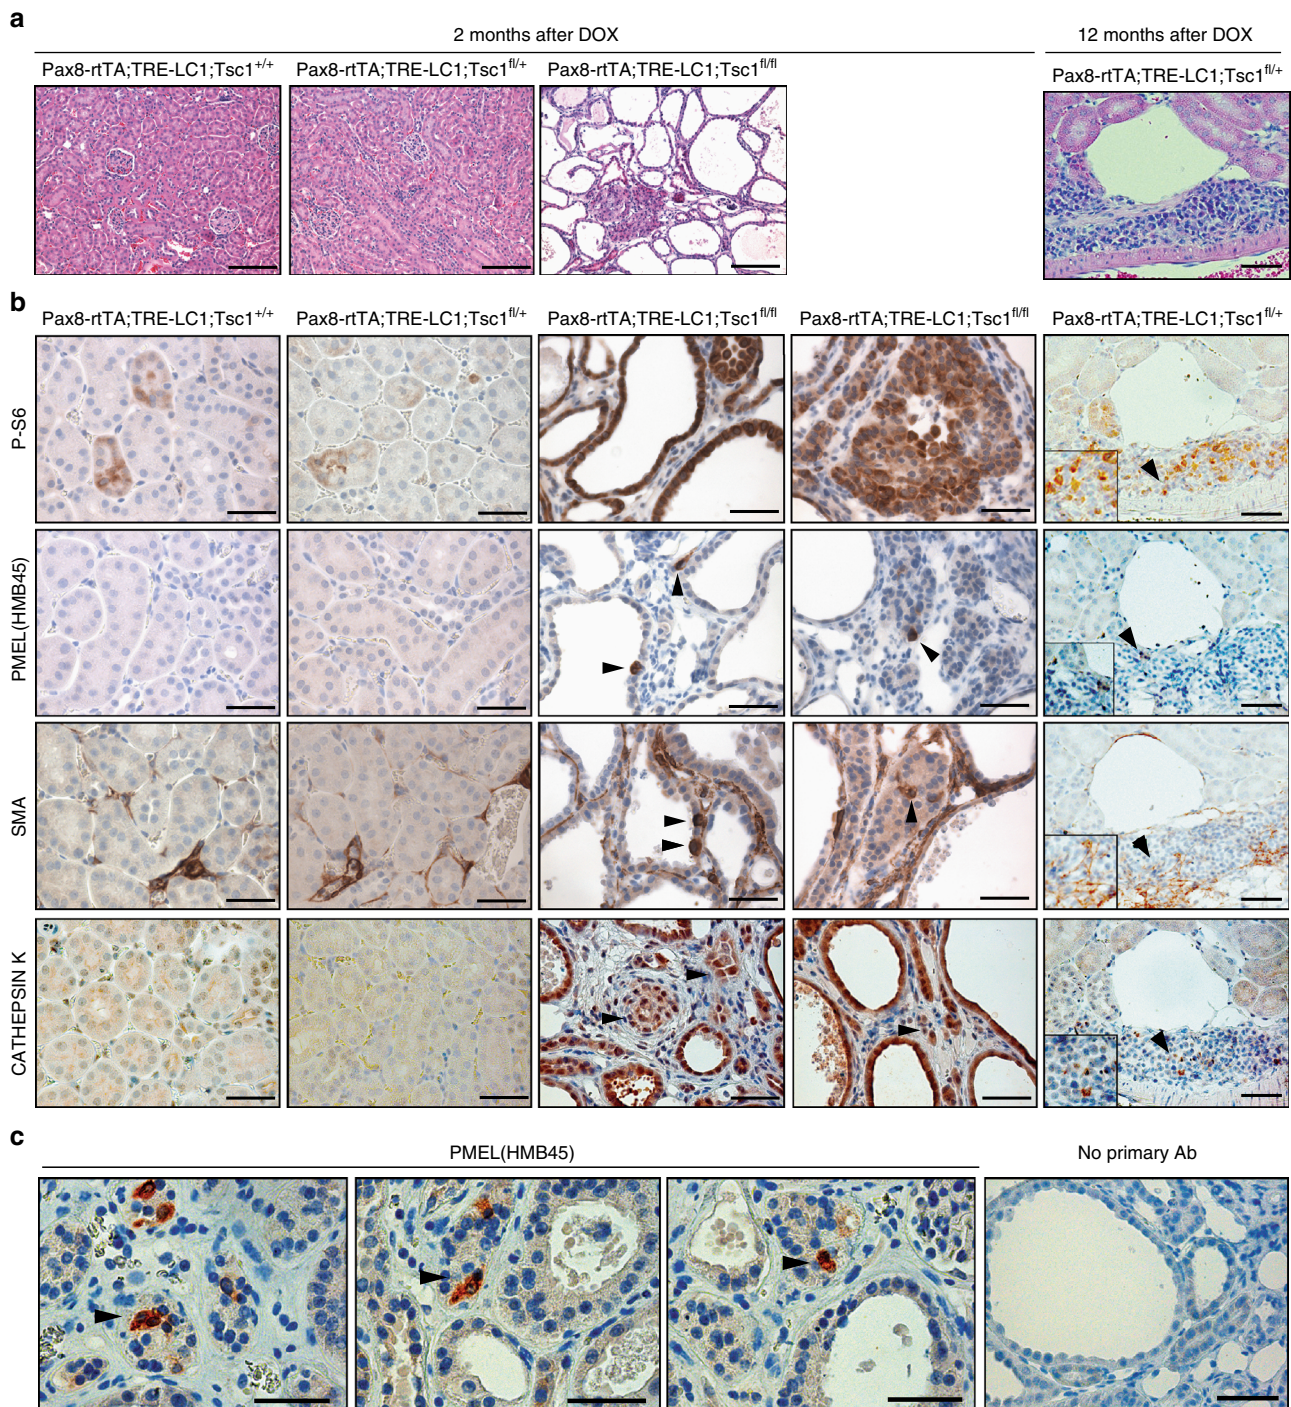 a
2 months after DOX
12 months after DOX
Pax8-rtTA;TRE-LC1;Tsc1+/+
Pax8-rtTA;TRE-LC1;Tsc1fl/+
Pax8-rtTA;TRE-LC1;Tsc1fl/fl
Pax8-rtTA;TRE-LC1;Tsc1fl/+
b
Pax8-rtTA;TRE-LC1;Tsc1+/+
Pax8-rtTA;TRE-LC1;Tsc1fl/+
Pax8-rtTA;TRE-LC1;Tsc1fl/fl
Pax8-rtTA;TRE-LC1;Tsc1fl/fl
Pax8-rtTA;TRE-LC1;Tsc1fl/+
P-S6
PMEL(HMB45)
SMA
CATHEPSIN K
c
PMEL(HMB45)
No primary Ab